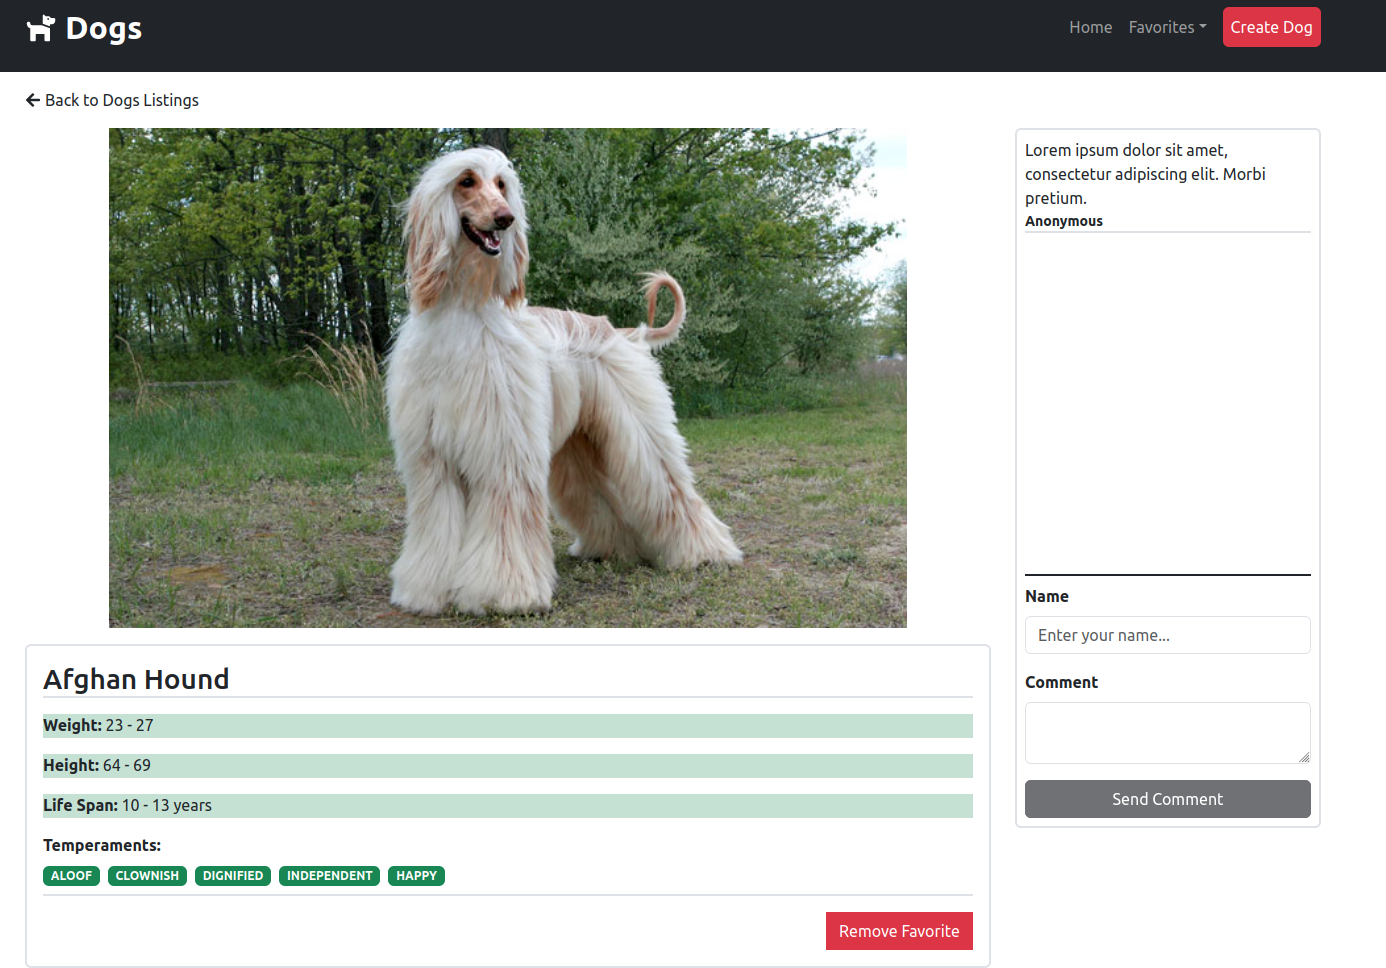 Dogs
Home Favorites Create Dog
Back to Dogs Listings
Lorem ipsum dolor sit amet,
consectetur adipiscing elit. Morbi
pretium.
Anonymous
Name
Enter your name...
Comment
Send Comment
Afghan Hound
Weight: 23 - 27
Height: 64 - 69
Life Span: 10 - 13 years
Temperaments:
ALOOF CLOWNISH DIGNIFIED INDEPENDENT HAPPY
Remove Favorite